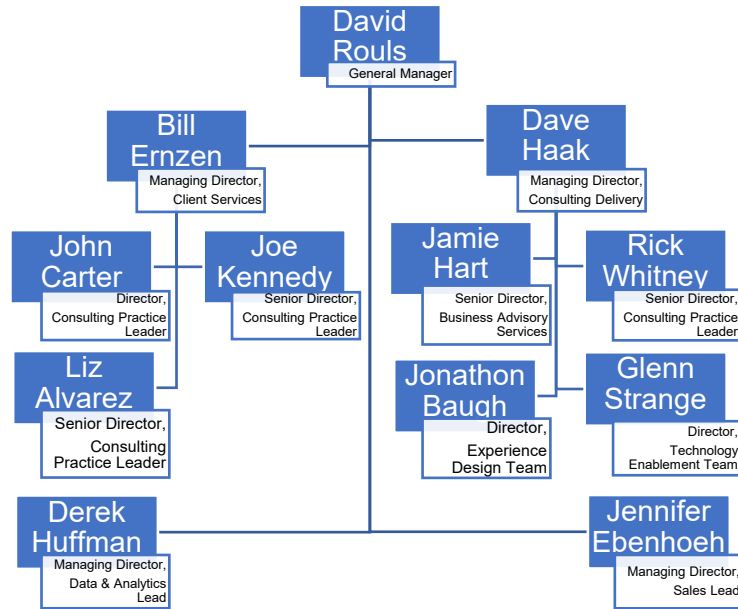 David
Rouls
General Manager
Bill
Ernzen
Managing Director,
Client Services
Dave
Haak
Managing Director,
Consulting Delivery
John
Carter
Director,
Consulting Practice
Leader
Joe
Kennedy
Senior Director,
Consulting Practice
Leader
Jamie
Hart
Senior Director,
Business Advisory
Services
Rick
Whitney
Senior Director,
Consulting Practice
Leader
Liz
Alvarez
Senior Director,
Consulting
Practice Leader
Jonathon
Baugh
Director,
Experience
Design Team
Glenn
Strange
Director,
Technology
Enablement Team
Derek
Huffman
Managing Director,
Data & Analytics
Lead
Jennifer
Ebenhoeh
Managing Director,
Sales Lead